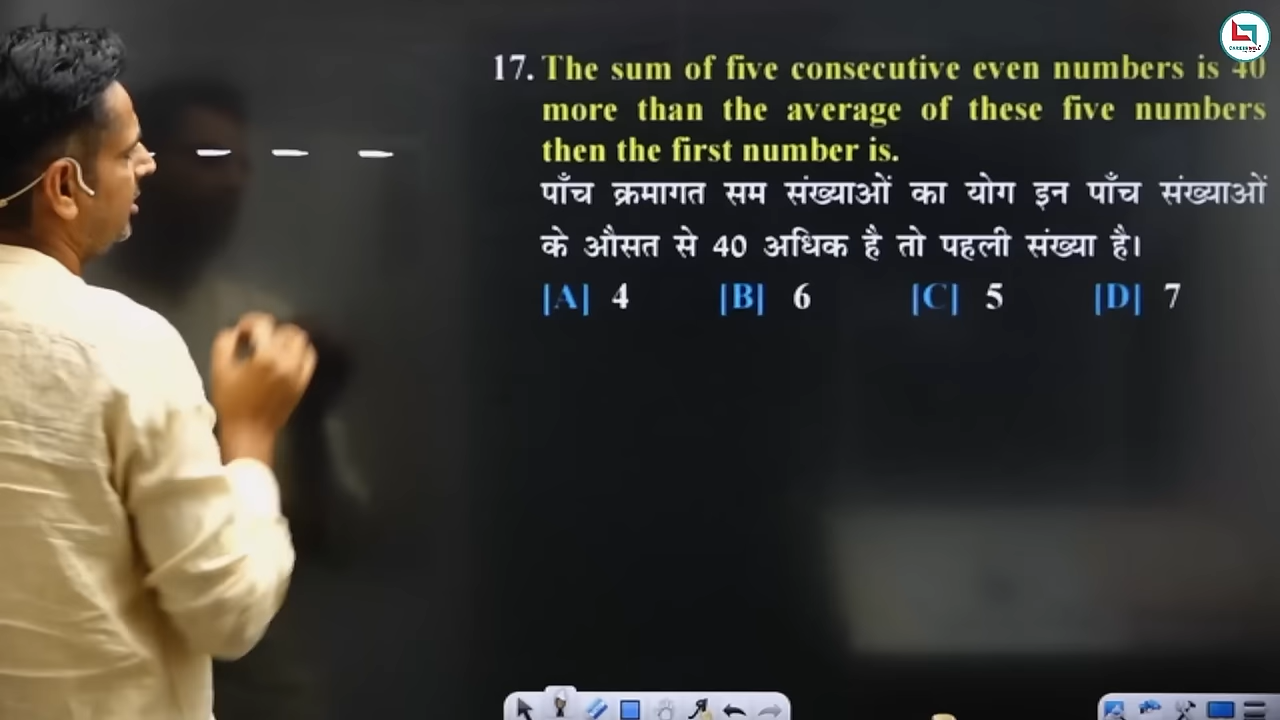 17. The sum of five consecutive even numbers is 40
more than the average of these five numbers
then the first number is.
पाँच क्रमागत सम संख्याओं का योग इन पाँच संख्याओं
के औसत से 40 अधिक है तो पहली संख्या है।
[A] 4 [B] 6 [C] 5 [D] 7